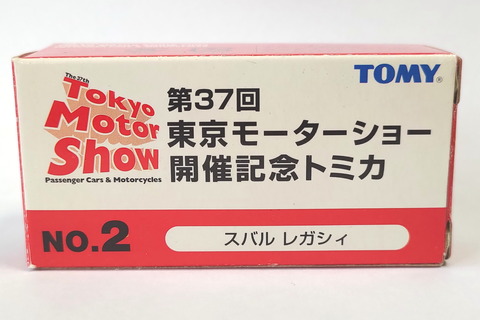 The 37th
Tokyo
Motor
Show
Passenger Cars & Motorcycles
TOMY®
第37回
東京モーターショー
開催記念トミカ
NO.2
スバル レガシィ